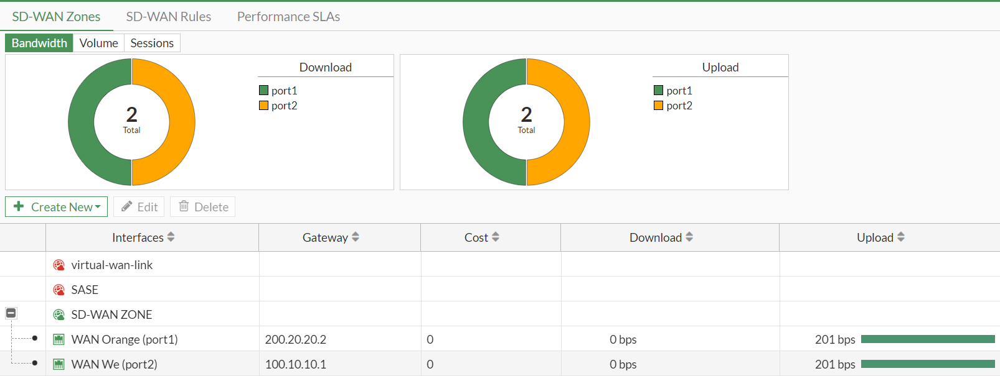 SD-WAN Zones SD-WAN Rules Performance SLAs
Bandwidth Volume Sessions
Download
port1
port2
2
Total
Upload
port1
port2
2
Total
Create New Edit Delete
Interfaces Gateway Cost Download Upload
virtual-wan-link
SASE
SD-WAN ZONE
WAN Orange (port1) 200.20.20.2 0 0 bps 201 bps
WAN We (port2) 100.10.10.1 0 0 bps 201 bps